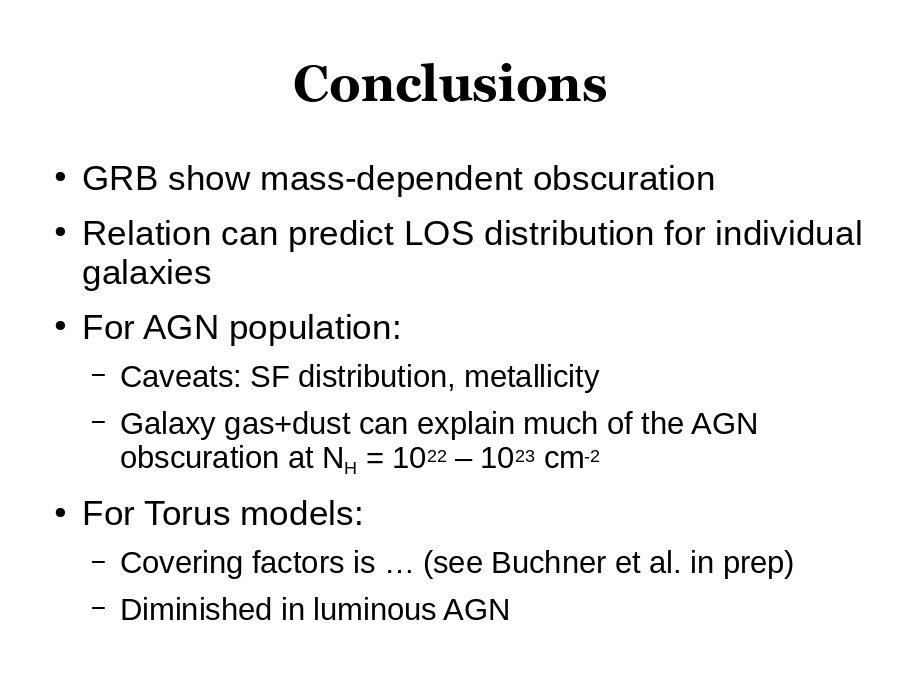 Conclusions
• GRB show mass-dependent obscuration
• Relation can predict LOS distribution for individual
galaxies
• For AGN population:
– Caveats: SF distribution, metallicity
– Galaxy gas+dust can explain much of the AGN
obscuration at N_H = 10^22 – 10^23 cm^-2
• For Torus models:
– Covering factors is … (see Buchner et al. in prep)
– Diminished in luminous AGN